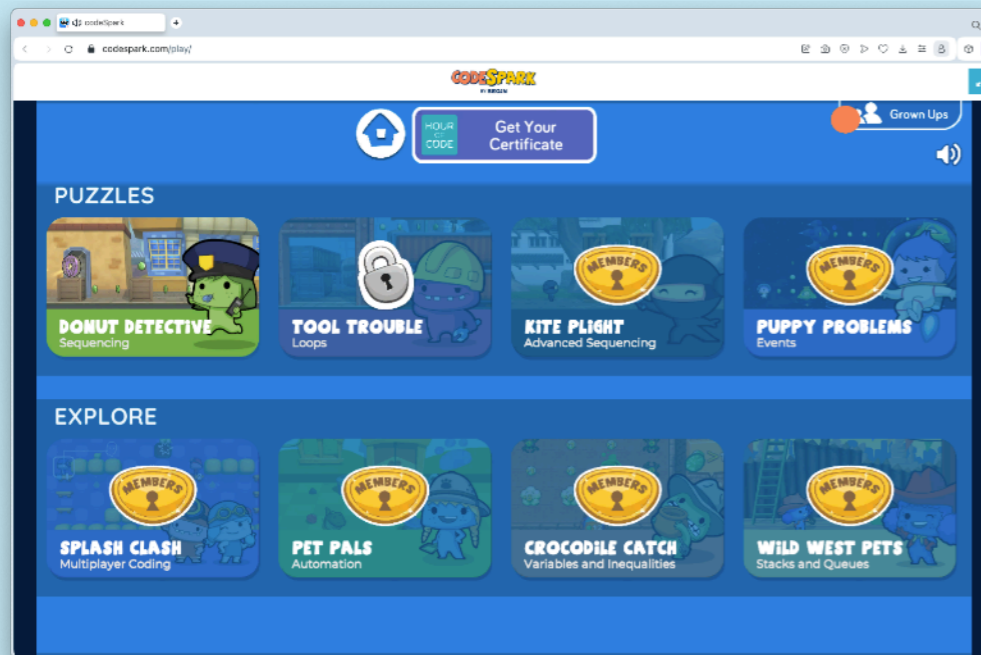 codeSpark
codespark.com/play/
CODESPARK
Grown Ups
HOUR
OF
CODE
Get Your
Certificate
PUZZLES
DONUT DETECTIVE
Sequencing
TOOL TROUBLE
Loops
MEMBERS
KITE PLIGHT
Advanced Sequencing
MEMBERS
PUPPY PROBLEMS
Events
EXPLORE
MEMBERS
SPLASH CLASH
Multiplayer Coding
MEMBERS
PET PALS
Automation
MEMBERS
CROCODILE CATCH
Variables and Inequalities
MEMBERS
WILD WEST PETS
Stacks and Queues